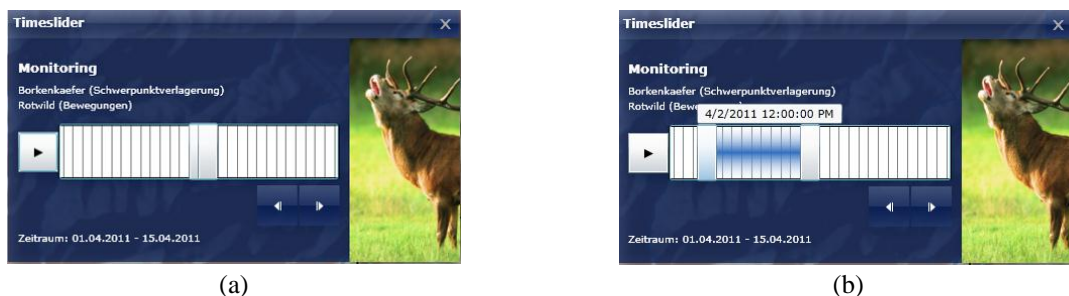 Timeslider
Monitoring
Borkenkaefer (Schwerpunktverlagerung)
Rotwild (Bewegungen)
Zeitraum: 01.04.2011 - 15.04.2011
(a)
Timeslider
Monitoring
Borkenkaefer (Schwerpunktverlagerung)
Rotwild (Bewe
4/2/2011 12:00:00 PM
Zeitraum: 01.04.2011 - 15.04.2011
(b)